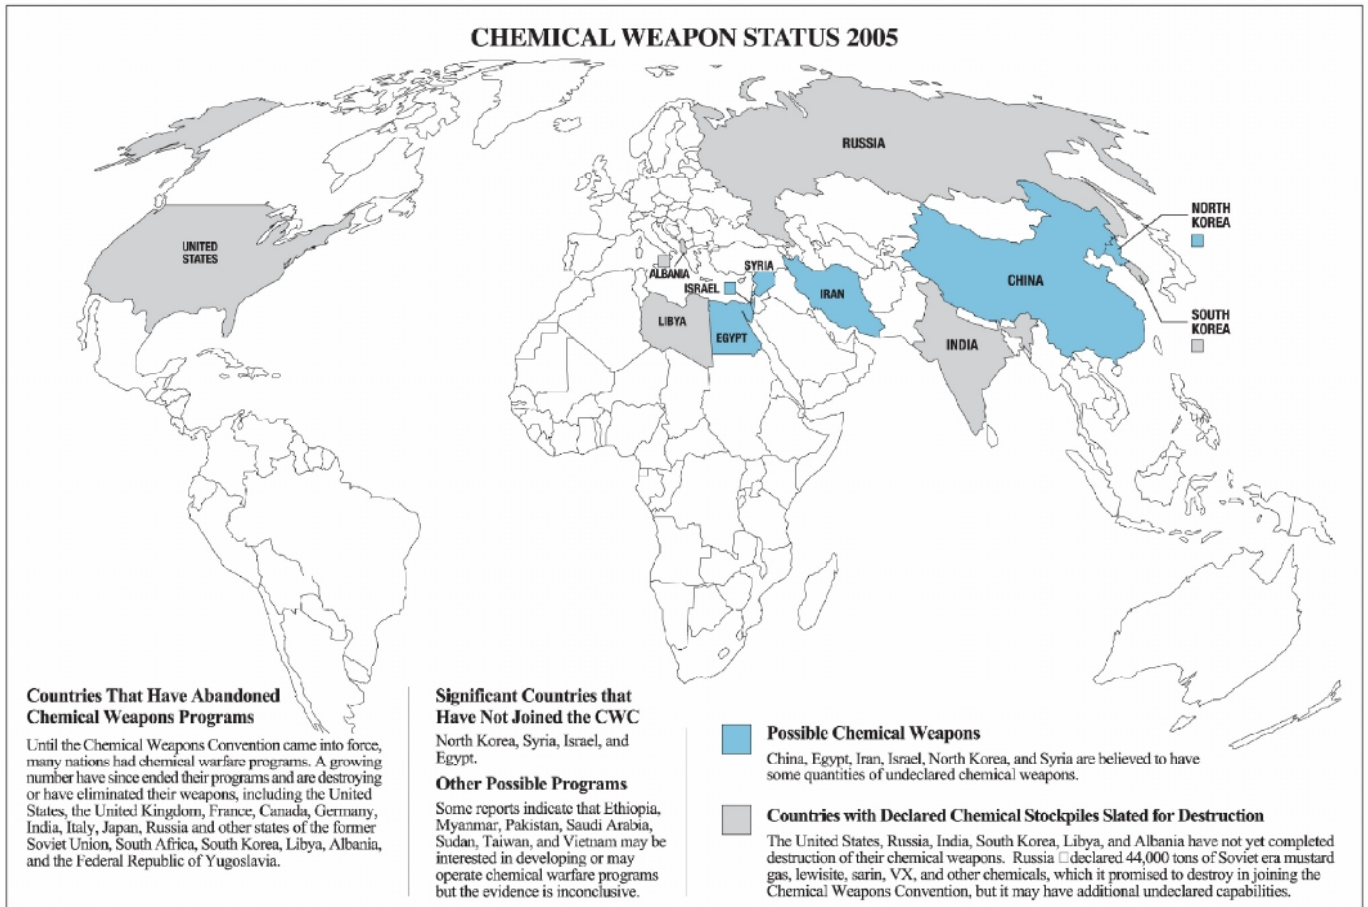 CHEMICAL WEAPON STATUS 2005
RUSSIA
NORTH
KOREA
UNITED
STATES
SYRIA
ALBANIA
ISRAEL
IRAN
CHINA
LIBYA
EGYPT
INDIA
SOUTH
KOREA
Countries That Have Abandoned
Chemical Weapons Programs
Until the Chemical Weapons Convention came into force,
many nations had chemical warfare programs. A growing
number have since ended their programs and are destroying
or have eliminated their weapons, including the United
States, the United Kingdom, France, Canada, Germany,
India, Italy, Japan, Russia and other states of the former
Soviet Union, South Africa, South Korea, Libya, Albania,
and the Federal Republic of Yugoslavia.
Significant Countries that
Have Not Joined the CWC
North Korea, Syria, Israel, and
Egypt.
Other Possible Programs
Some reports indicate that Ethiopia,
Myanmar, Pakistan, Saudi Arabia,
Sudan, Taiwan, and Vietnam may be
interested in developing or may
operate chemical warfare programs
but the evidence is inconclusive.
Possible Chemical Weapons
China, Egypt, Iran, Israel, North Korea, and Syria are believed to have
some quantities of undeclared chemical weapons.
Countries with Declared Chemical Stockpiles Slated for Destruction
The United States, Russia, India, South Korea, Libya, and Albania have not yet completed
destruction of their chemical weapons. Russia □declared 44,000 tons of Soviet era mustard
gas, lewisite, sarin, VX, and other chemicals, which it promised to destroy in joining the
Chemical Weapons Convention, but it may have additional undeclared capabilities.